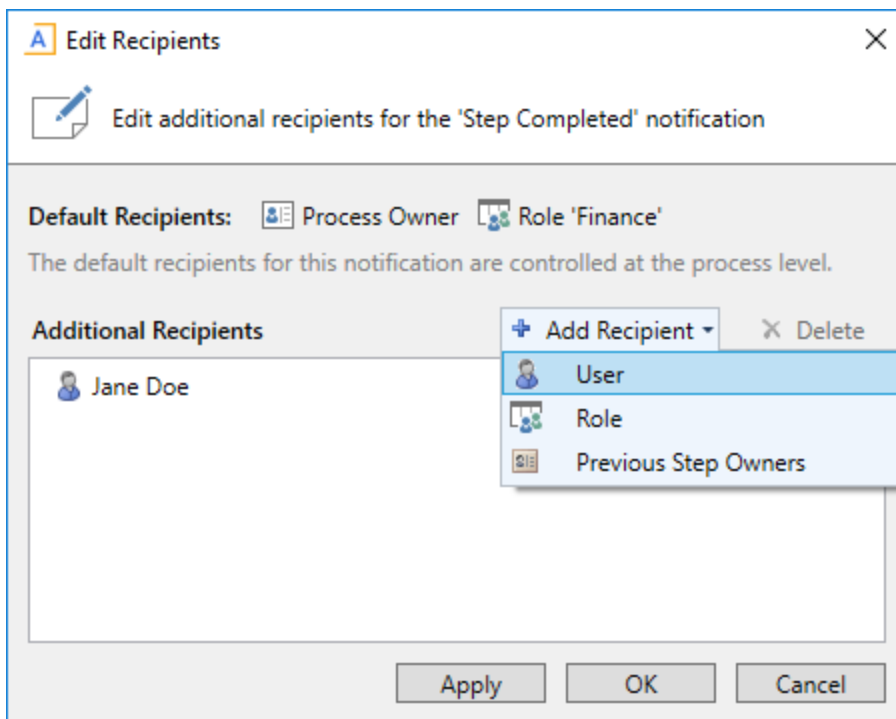 Edit Recipients
Edit additional recipients for the 'Step Completed' notification
Default Recipients: Process Owner Role 'Finance'
The default recipients for this notification are controlled at the process level.
Additional Recipients Add Recipient Delete
Jane Doe
User
Role
Previous Step Owners
Apply OK Cancel